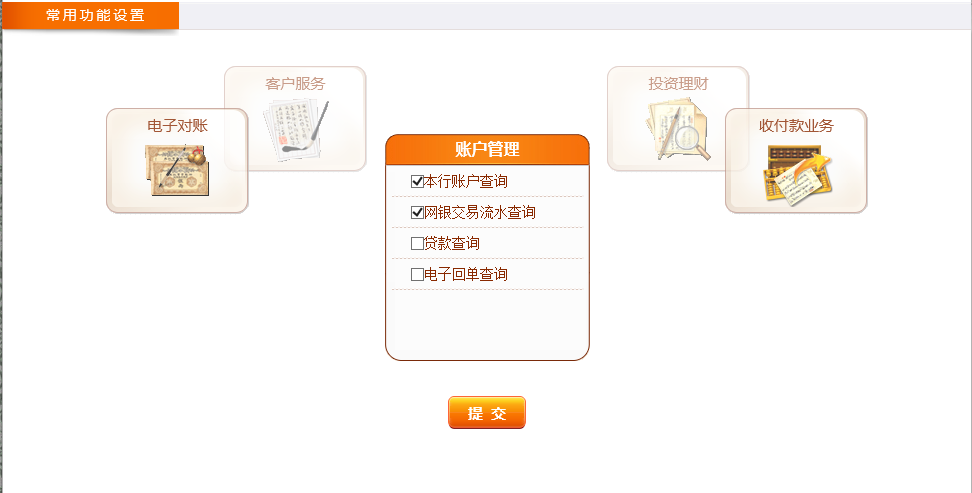 常用功能设置
客户服务
投资理财
电子对账
收付款业务
账户管理
本行账户查询
网银交易流水查询
贷款查询
电子回单查询
提 交